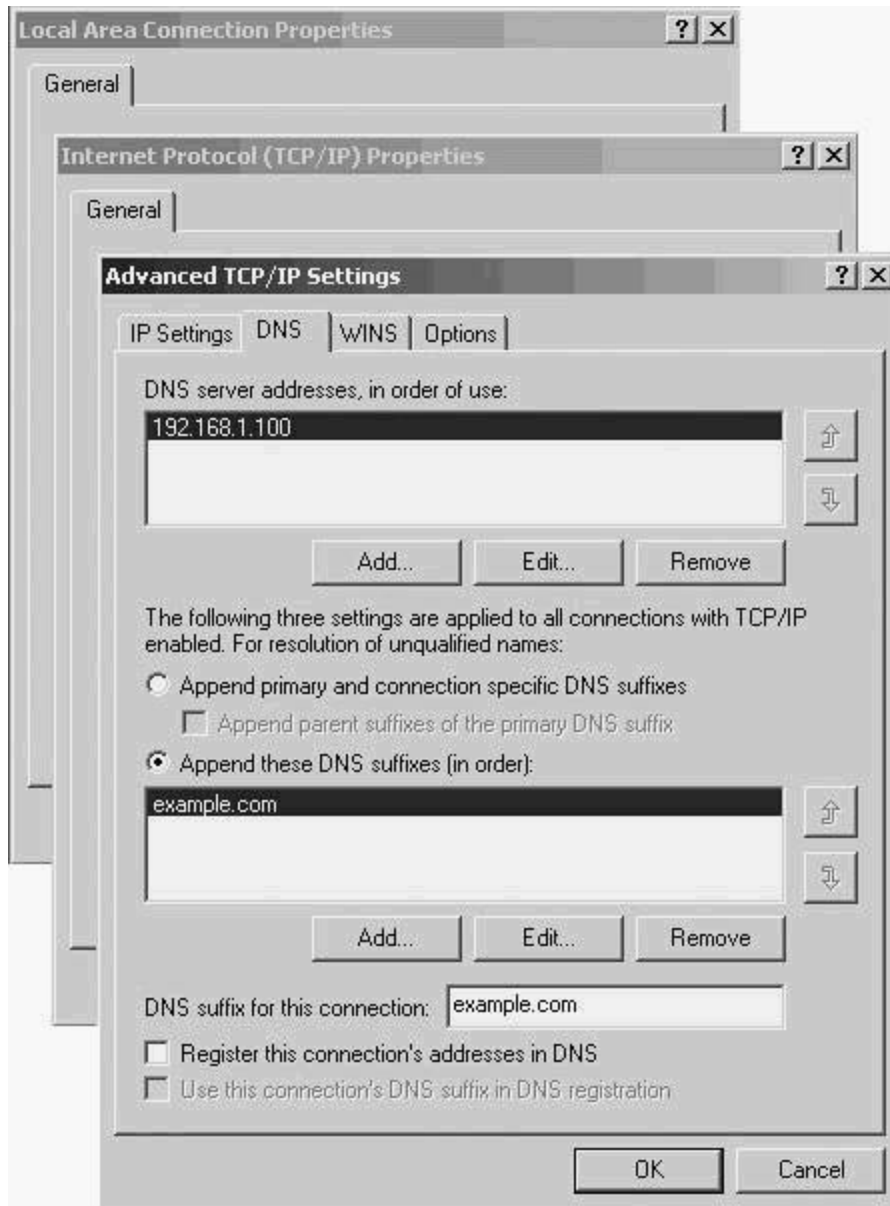 Local Area Connection Properties
General
Internet Protocol (TCP/IP) Properties
General
Advanced TCP/IP Settings
IP Settings DNS WINS Options
DNS server addresses, in order of use:
192.168.1.100
Add... Edit... Remove
The following three settings are applied to all connections with TCP/IP
enabled. For resolution of unqualified names:
Append primary and connection specific DNS suffixes
Append parent suffixes of the primary DNS suffix
Append these DNS suffixes (in order):
example.com
Add... Edit... Remove
DNS suffix for this connection: example.com
Register this connection's addresses in DNS
Use this connection's DNS suffix in DNS registration
OK Cancel